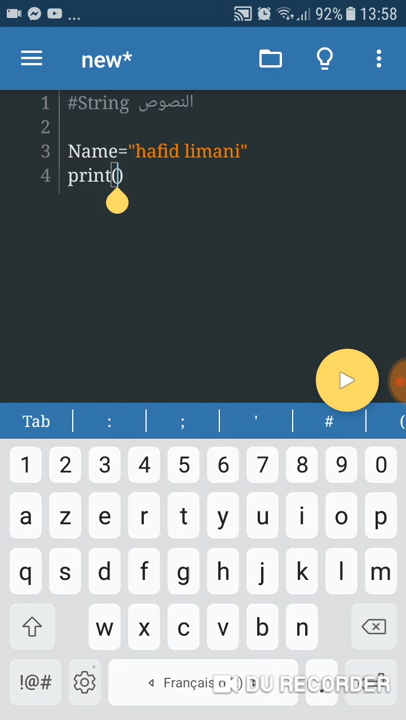 ... 92% 13:58
new*
1 #String النصوص
2
3 Name="hafid limani"
4 print()
Tab : ; ' # (
1 2 3 4 5 6 7 8 9 0
a z e r t y u i o p
q s d f g h j k l m
w x c v b n
!@# Français
DU RECORDER